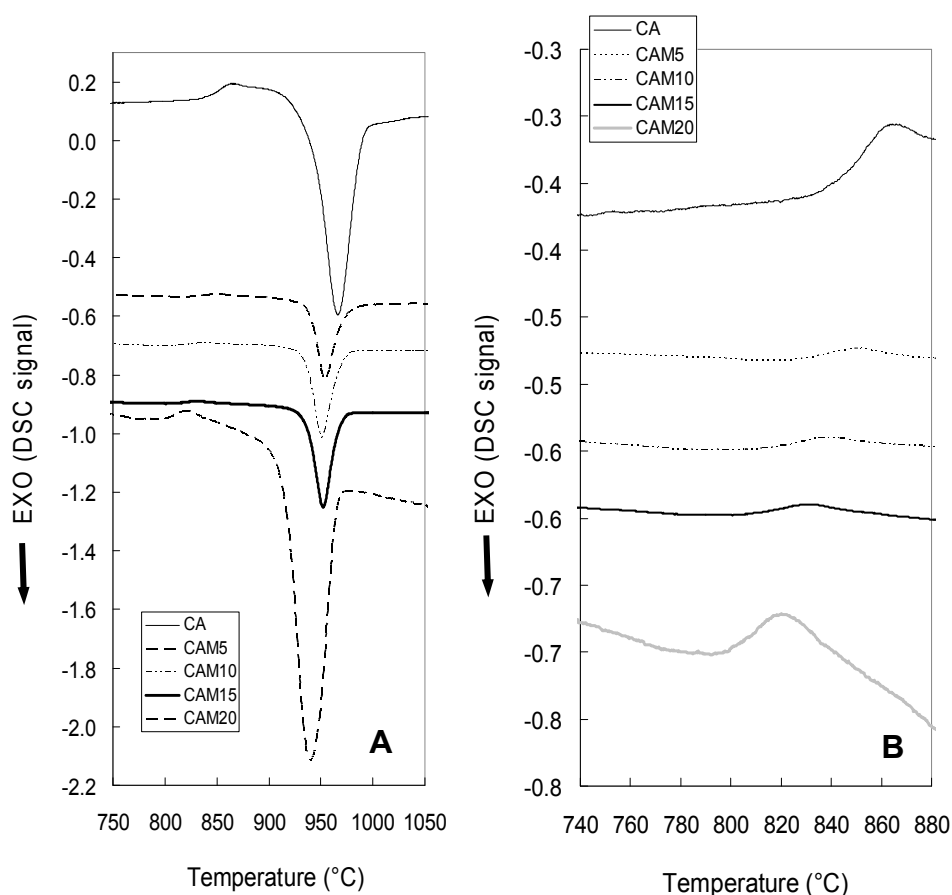 0.2
0.0
-0.2
-0.4
-0.6
-0.8
-1.0
-1.2
-1.4
-1.6
-1.8
-2.0
-2.2
EXO (DSC signal)
CA
CAM5
CAM10
CAM15
CAM20
A
750 800 850 900 950 1000 1050
Temperature (°C)
CA
CAM5
CAM10
CAM15
CAM20
-0.3
-0.3
-0.4
-0.4
-0.5
-0.5
-0.6
-0.6
-0.7
-0.7
-0.8
-0.8
EXO (DSC signal)
B
740 760 780 800 820 840 860 880
Temperature (°C)